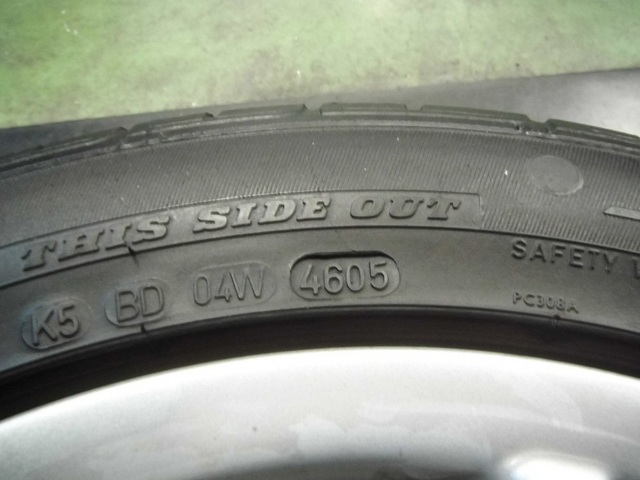 THIS SIDE OUT
K5 BD 04W 4605
SAFETY
PC308A